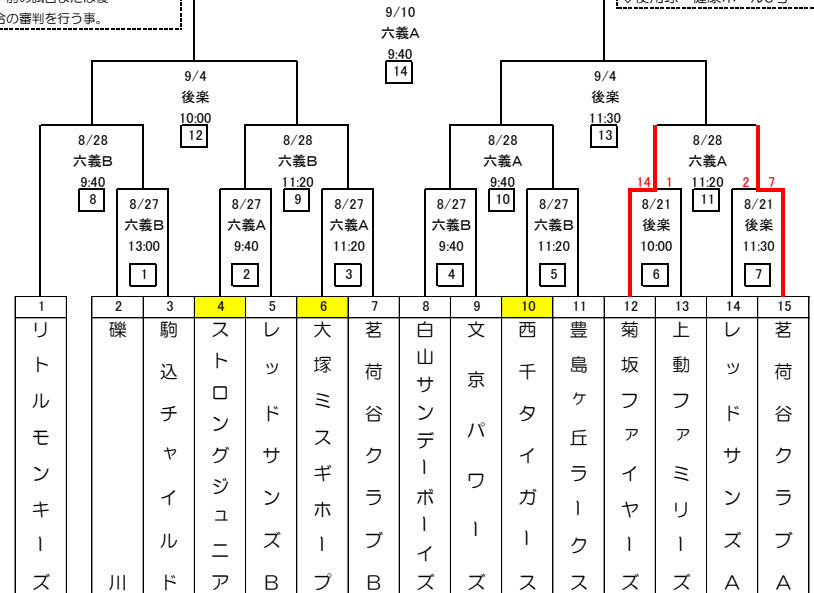 合の審判を行う事。
9/10
六義A
9:40
14
9/4
後楽
10:00
12
9/4
後楽
11:30
13
8/28
六義B
9:40
8
8/28
六義B
11:20
9
8/28
六義A
9:40
10
8/28
六義A
11:20
11
14 1
2 7
8/27
六義B
13:00
1
8/27
六義A
9:40
2
8/27
六義A
11:20
3
8/27
六義B
9:40
4
8/27
六義B
11:20
5
8/21
後楽
10:00
6
8/21
後楽
11:30
7
1 2 3 4 5 6 7 8 9 10 11 12 13 14 15
リトルモンキーズ
礫川
駒込チャイルド
ストロングジュニア
レッドサンズB
大塚ミスギホープ
茗荷谷クラブB
白山サンデーボーイズ
文京パワーズ
西千タイガース
豊島ヶ丘ラークス
菊坂ファイヤーズ
上動ファミリーズ
レッドサンズA
茗荷谷クラブA